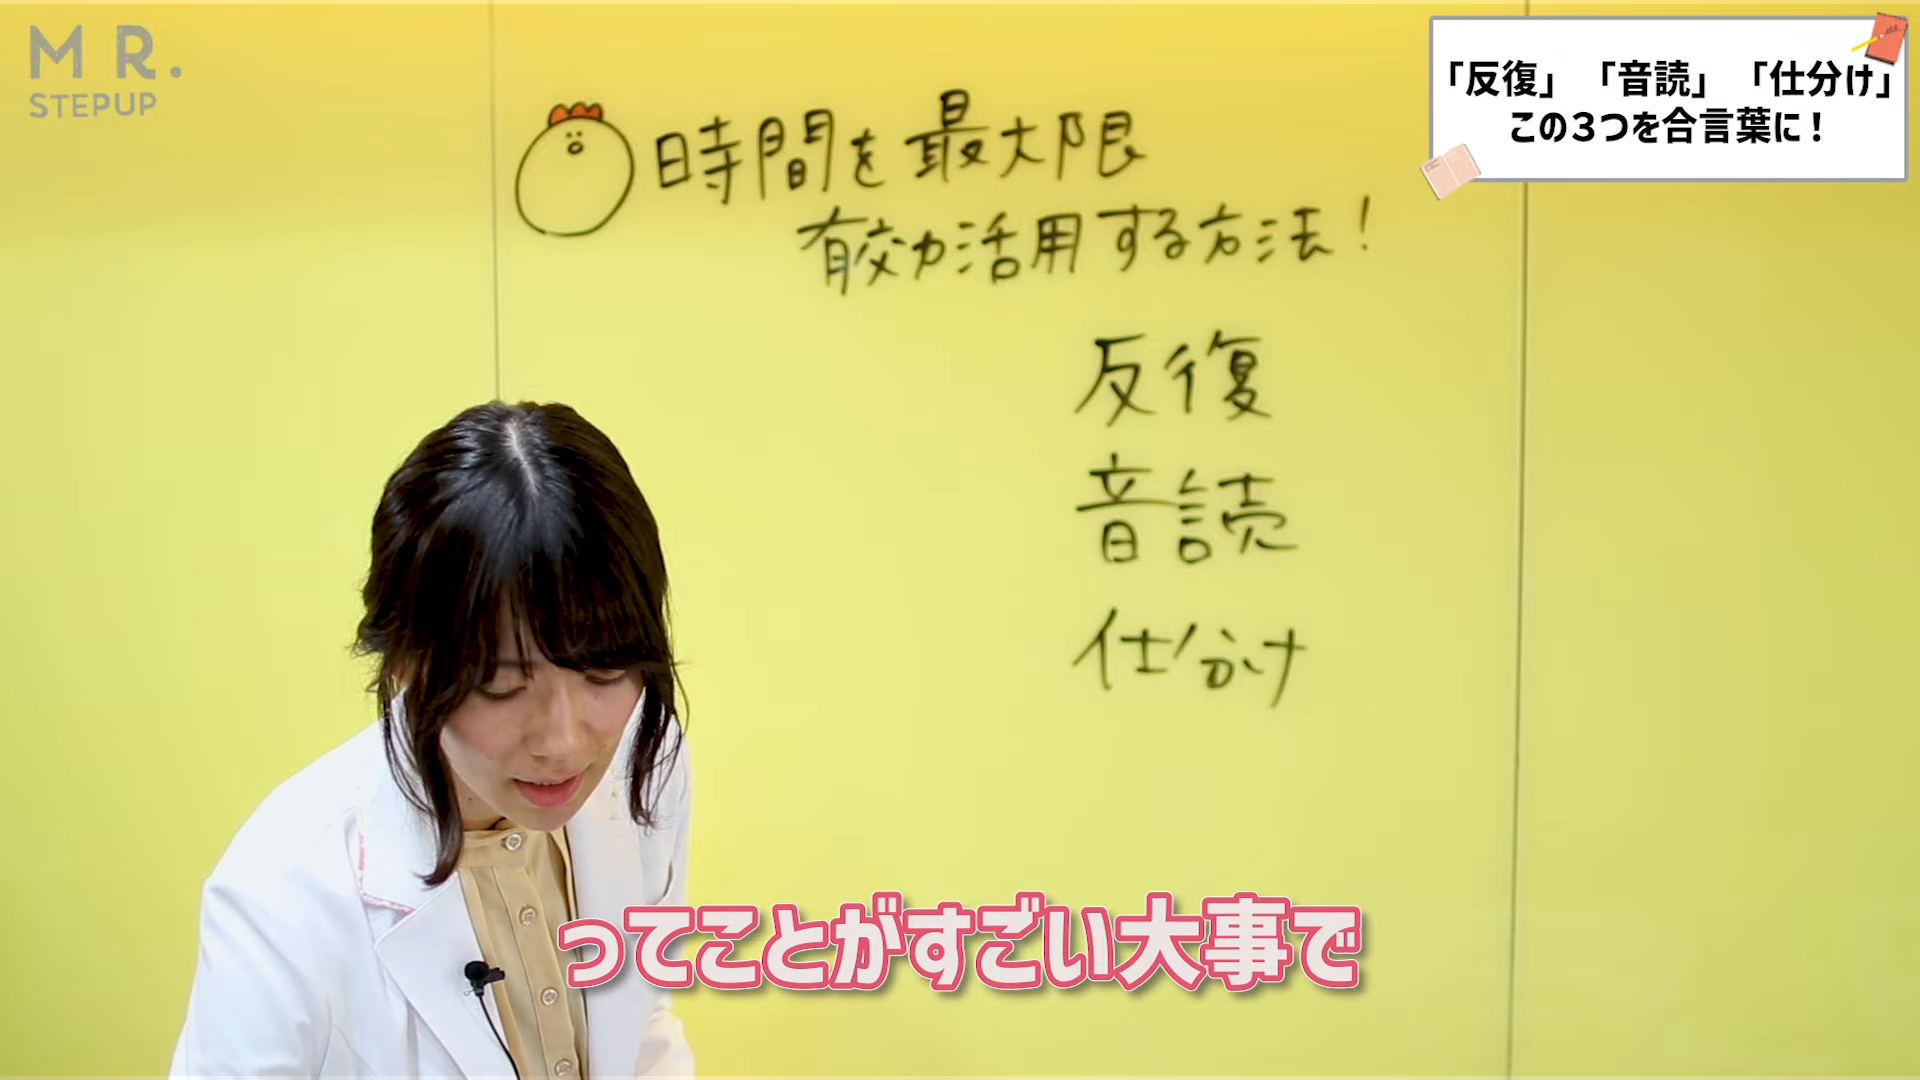 MR.
STEPUP
「反復」「音読」「仕分け」
この3つを合言葉に！
時間を最大限
有効活用する方法！
反復
音読
仕分け
ってことがすごい大事で